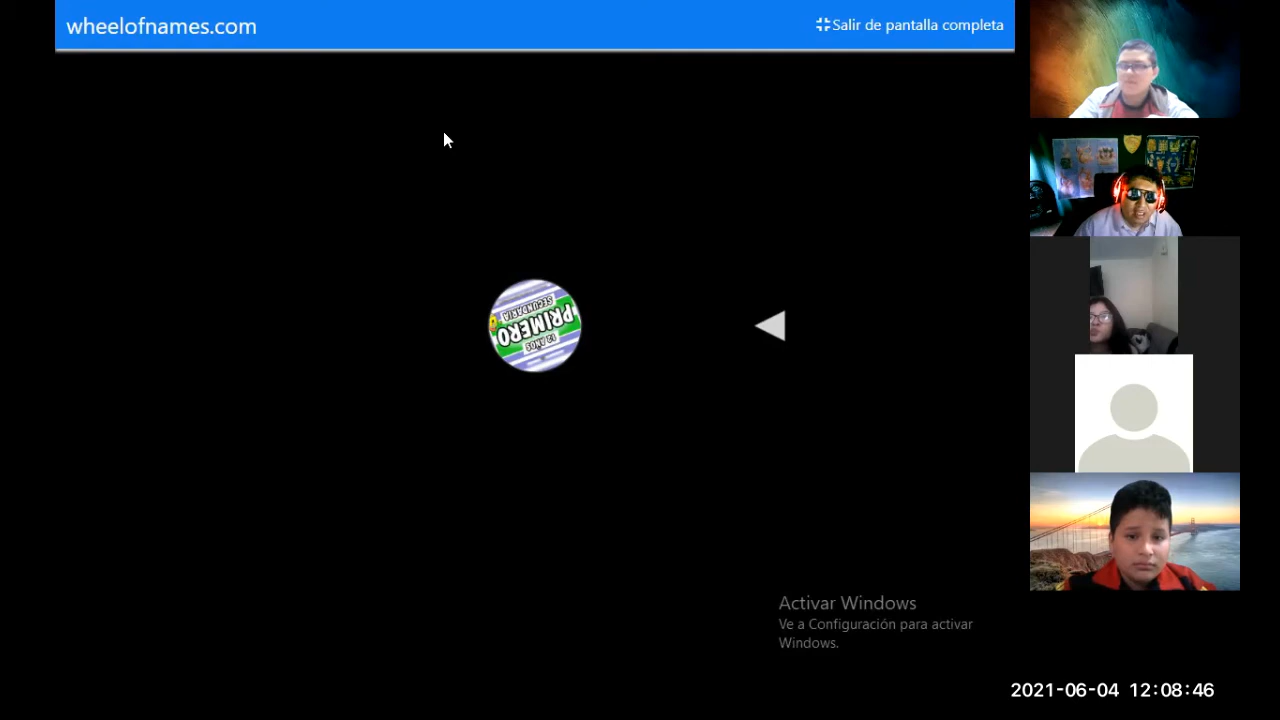 wheelofnames.com
Salir de pantalla completa
SECUNDARIA
PRIMERO
12 AÑOS
Activar Windows
Ve a Configuración para activar
Windows.
2021-06-04 12:08:46